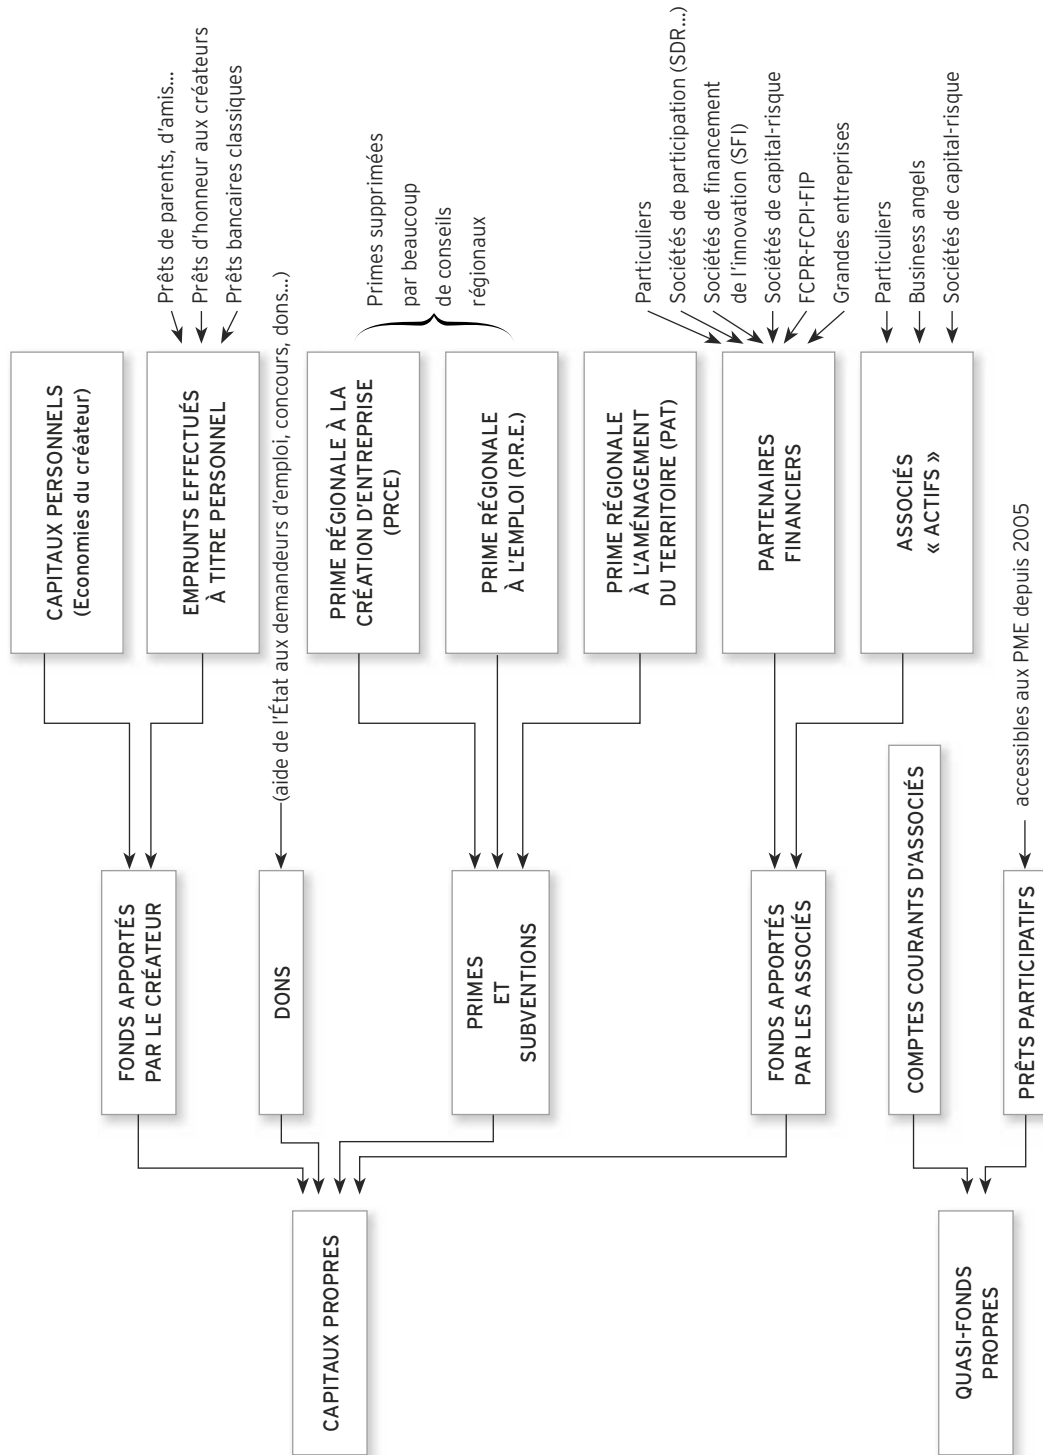 CAPITAUX PROPRES
FONDS APPORTÉS
PAR LE CRÉATEUR
CAPITAUX PERSONNELS
(Economies du créateur)
EMPRUNTS EFFECTUÉS
À TITRE PERSONNEL
Prêts de parents, d'amis...
Prêts d'honneur aux créateurs
Prêts bancaires classiques
DONS
(aide de l'État aux demandeurs d'emploi, concours, dons...)
PRIMES
ET
SUBVENTIONS
PRIME RÉGIONALE À LA
CRÉATION D'ENTREPRISE
(PRCE)
PRIME RÉGIONALE
À L'EMPLOI (P.R.E.)
Primes supprimées
par beaucoup
de conseils
régionaux
PRIME RÉGIONALE
À L'AMÉNAGEMENT
DU TERRITOIRE (PAT)
FONDS APPORTÉS
PAR LES ASSOCIÉS
PARTENAIRES
FINANCIERS
Particuliers
Sociétés de participation (SDR...)
Sociétés de financement
de l'innovation (SFI)
Sociétés de capital-risque
FCPR-FCPI-FIP
Grandes entreprises
ASSOCIÉS
« ACTIFS »
Particuliers
Business angels
Sociétés de capital-risque
QUASI-FONDS
PROPRES
COMPTES COURANTS D'ASSOCIÉS
PRÊTS PARTICIPATIFS
accessibles aux PME depuis 2005